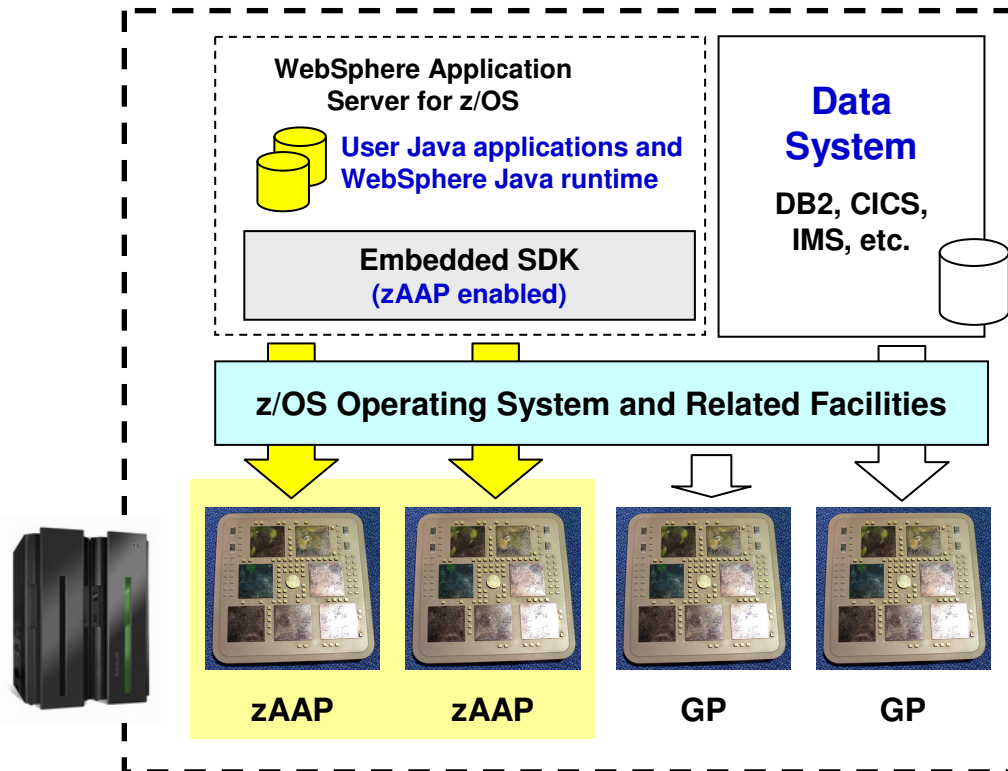 WebSphere Application
Server for z/OS
User Java applications and
WebSphere Java runtime
Embedded SDK
(zAAP enabled)
Data
System
DB2, CICS,
IMS, etc.
z/OS Operating System and Related Facilities
zAAP
zAAP
GP
GP